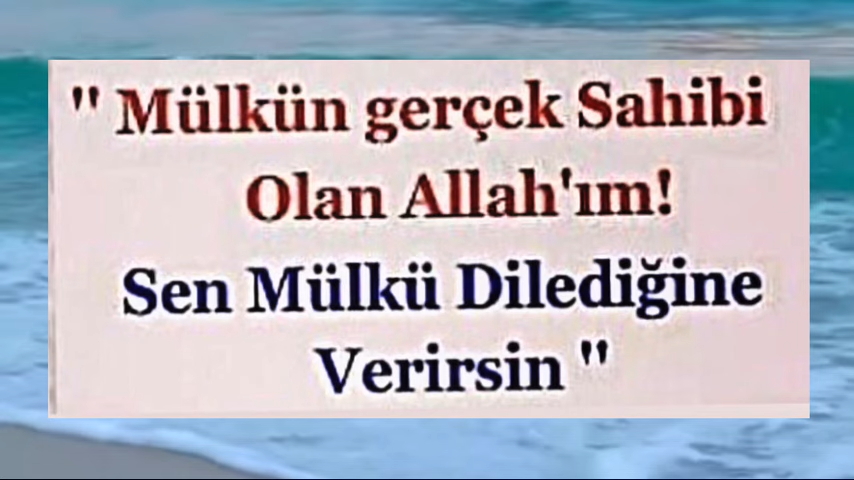 " Mülkün gerçek Sahibi
Olan Allah'ım!
Sen Mülkü Dilediğine
Verirsin "